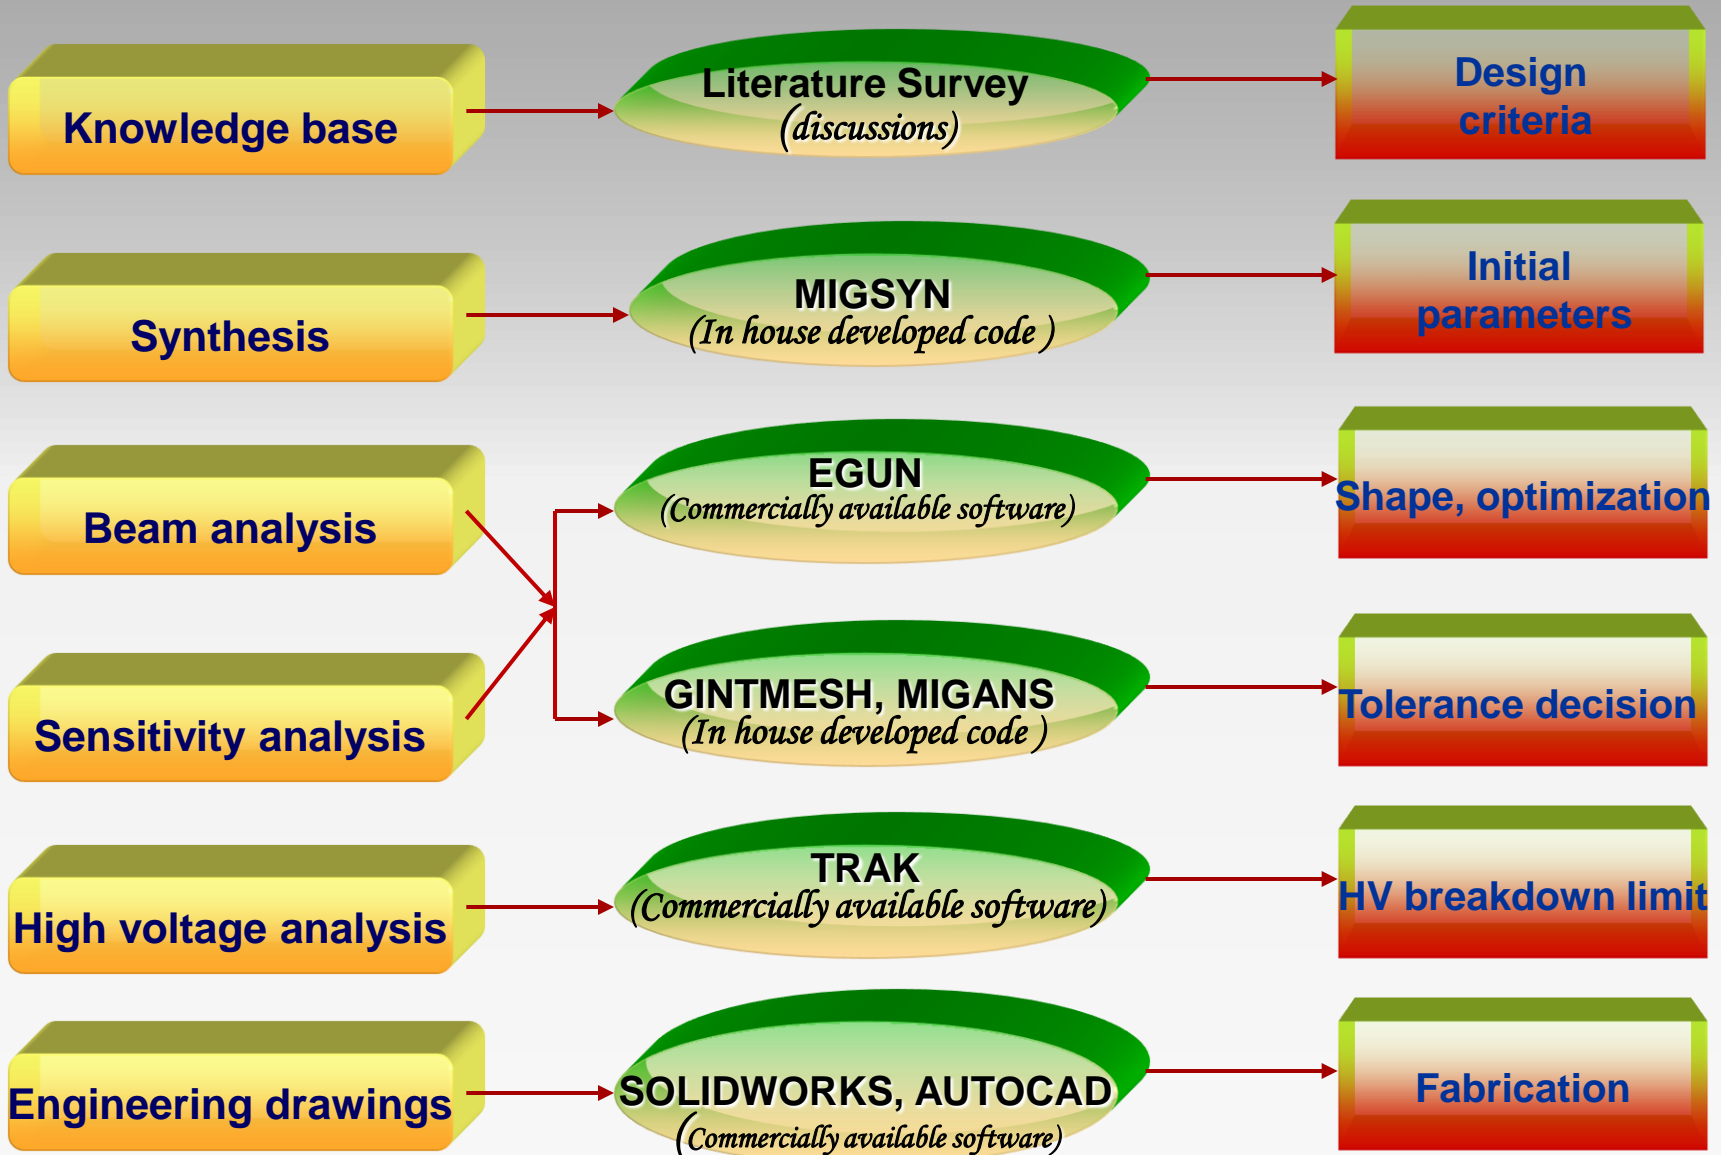 Knowledge base
Literature Survey
(discussions)
Design
criteria
Synthesis
MIGSYN
(In house developed code )
Initial
parameters
Beam analysis
EGUN
(Commercially available software)
Shape, optimization
Sensitivity analysis
GINTMESH, MIGANS
(In house developed code )
Tolerance decision
High voltage analysis
TRAK
(Commercially available software)
HV breakdown limit
Engineering drawings
SOLIDWORKS, AUTOCAD
(Commercially available software)
Fabrication